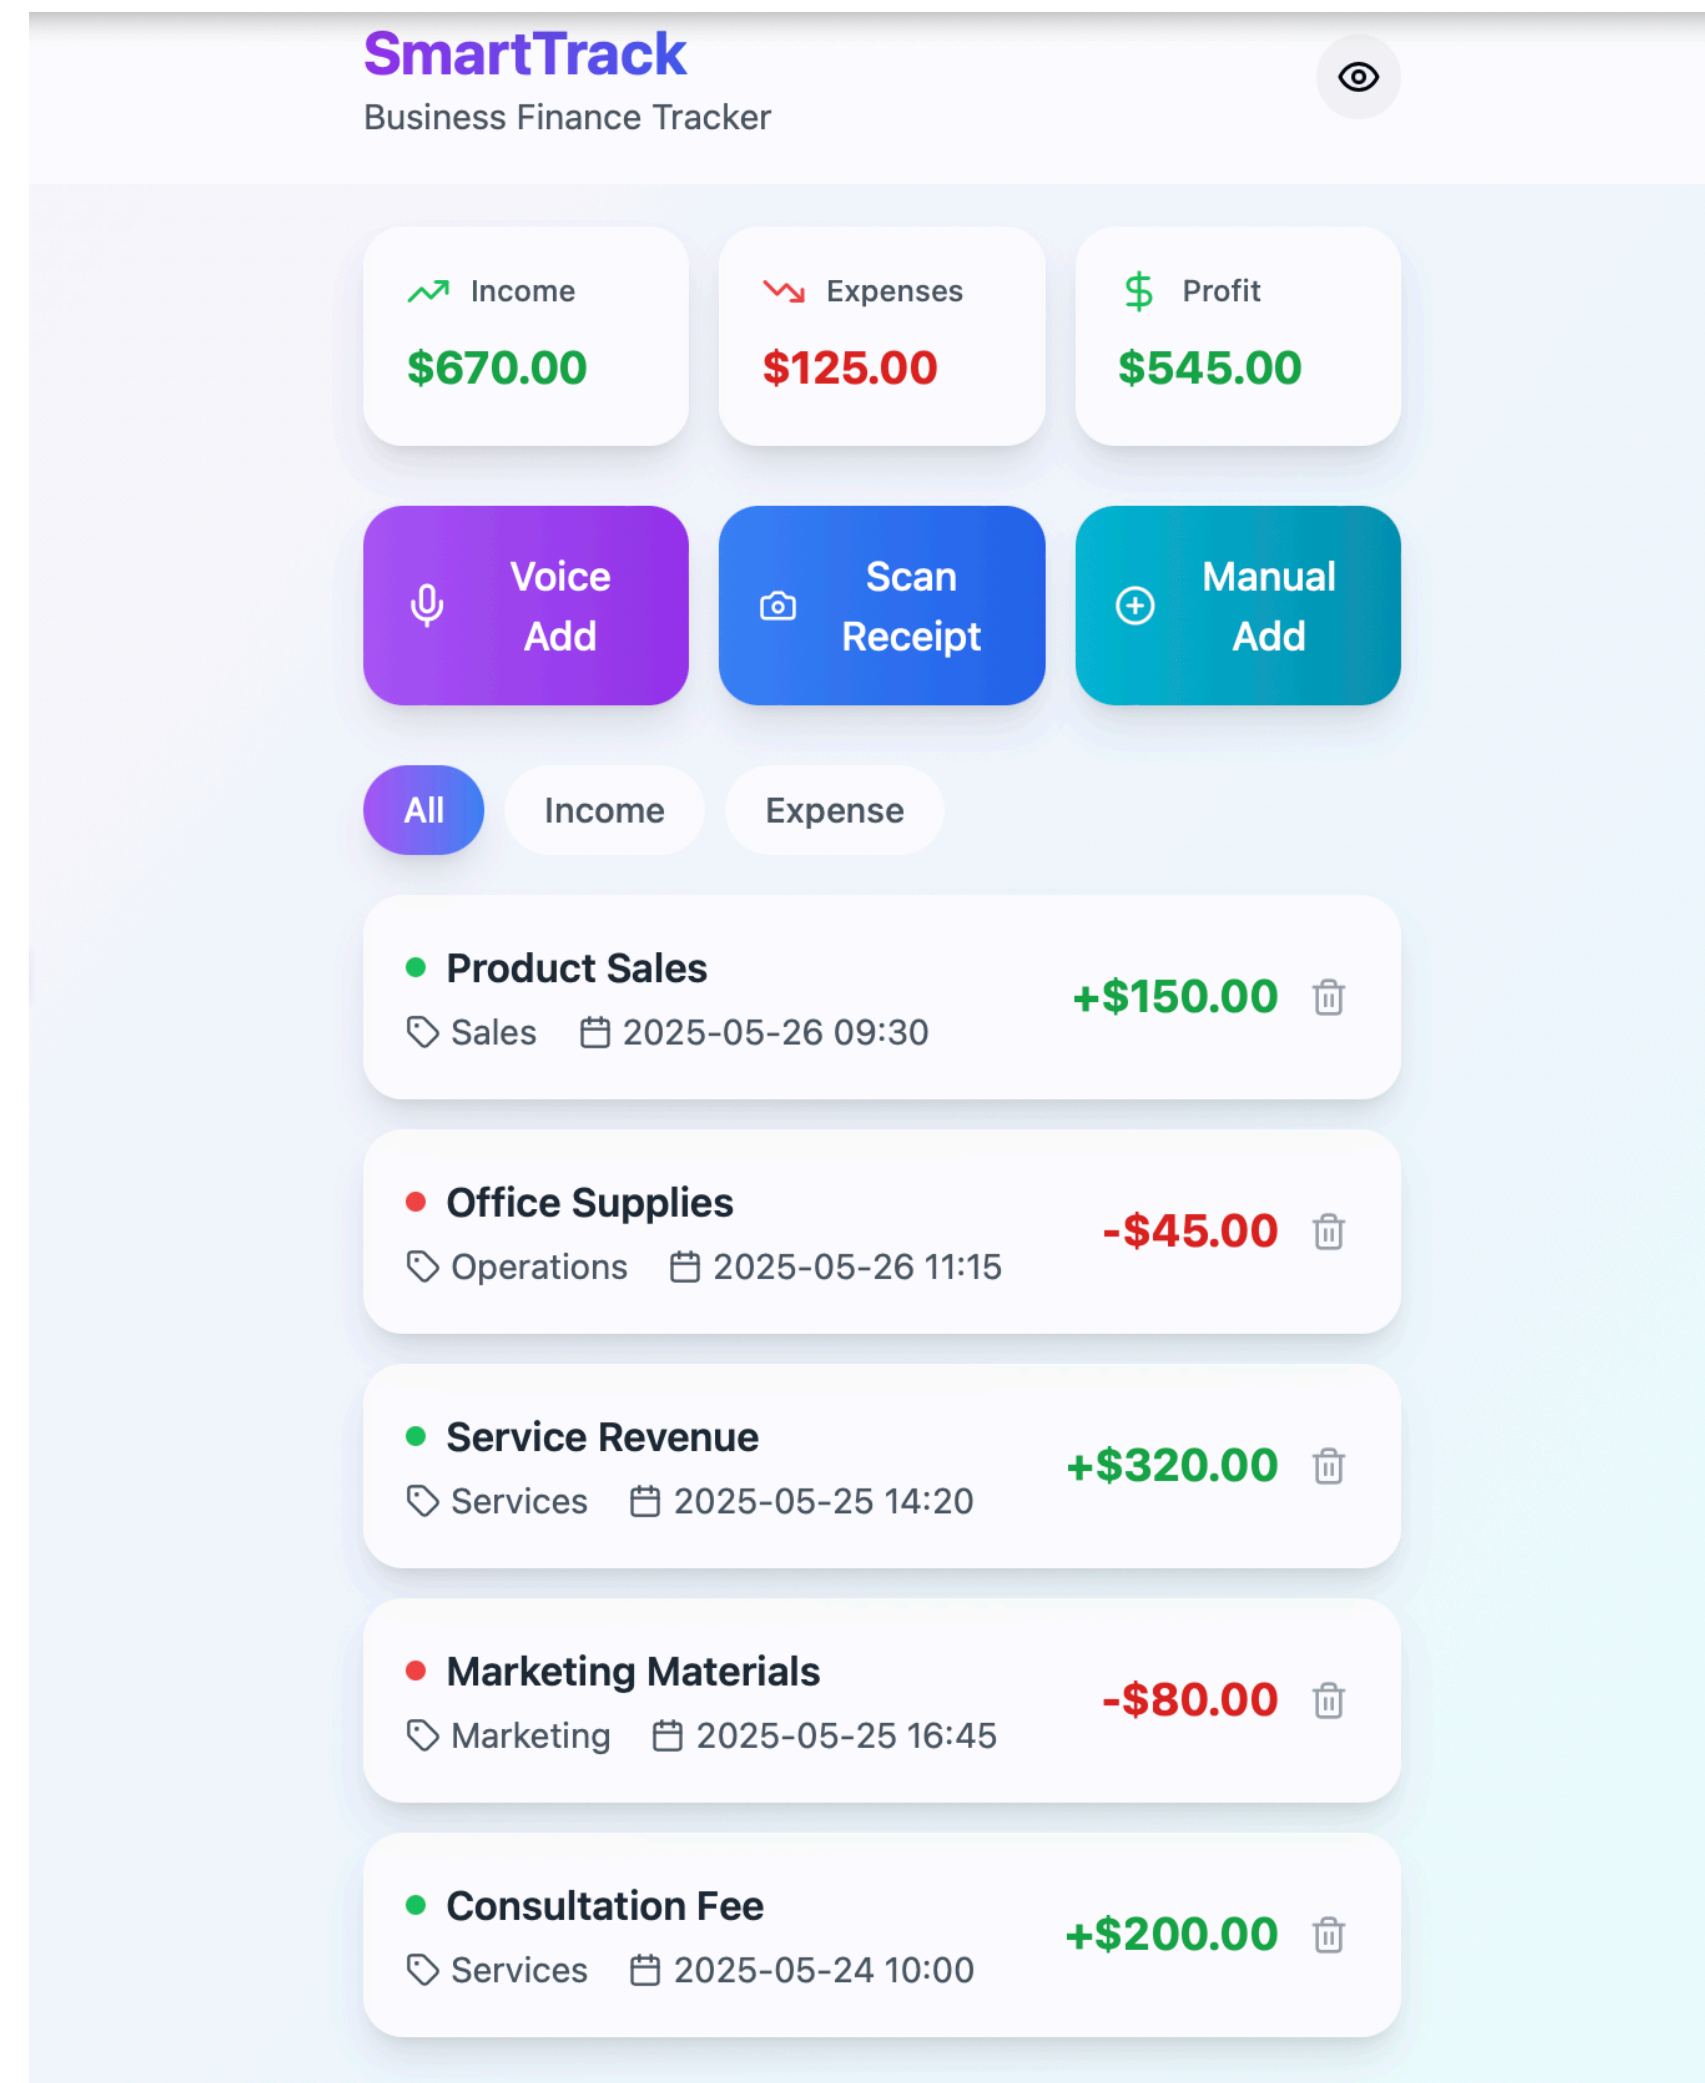 SmartTrack
Business Finance Tracker
Income
$670.00
Expenses
$125.00
Profit
$545.00
Voice
Add
Scan
Receipt
Manual
Add
All
Income
Expense
Product Sales
Sales
2025-05-26 09:30
+$150.00
Office Supplies
Operations
2025-05-26 11:15
-$45.00
Service Revenue
Services
2025-05-25 14:20
+$320.00
Marketing Materials
Marketing
2025-05-25 16:45
-$80.00
Consultation Fee
Services
2025-05-24 10:00
+$200.00